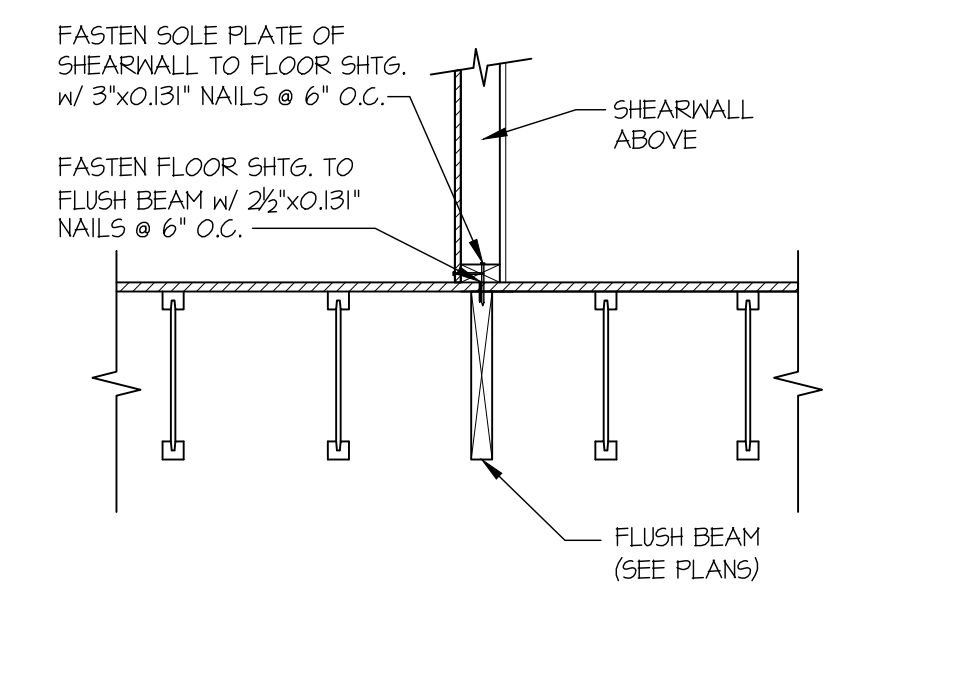 FASTEN SOLE PLATE OF
SHEARWALL TO FLOOR SHTG.
w/ 3"x0.131" NAILS @ 6" O.C.
SHEARWALL
ABOVE
FASTEN FLOOR SHTG. TO
FLUSH BEAM w/ 2½"x0.131"
NAILS @ 6" O.C.
FLUSH BEAM
(SEE PLANS)